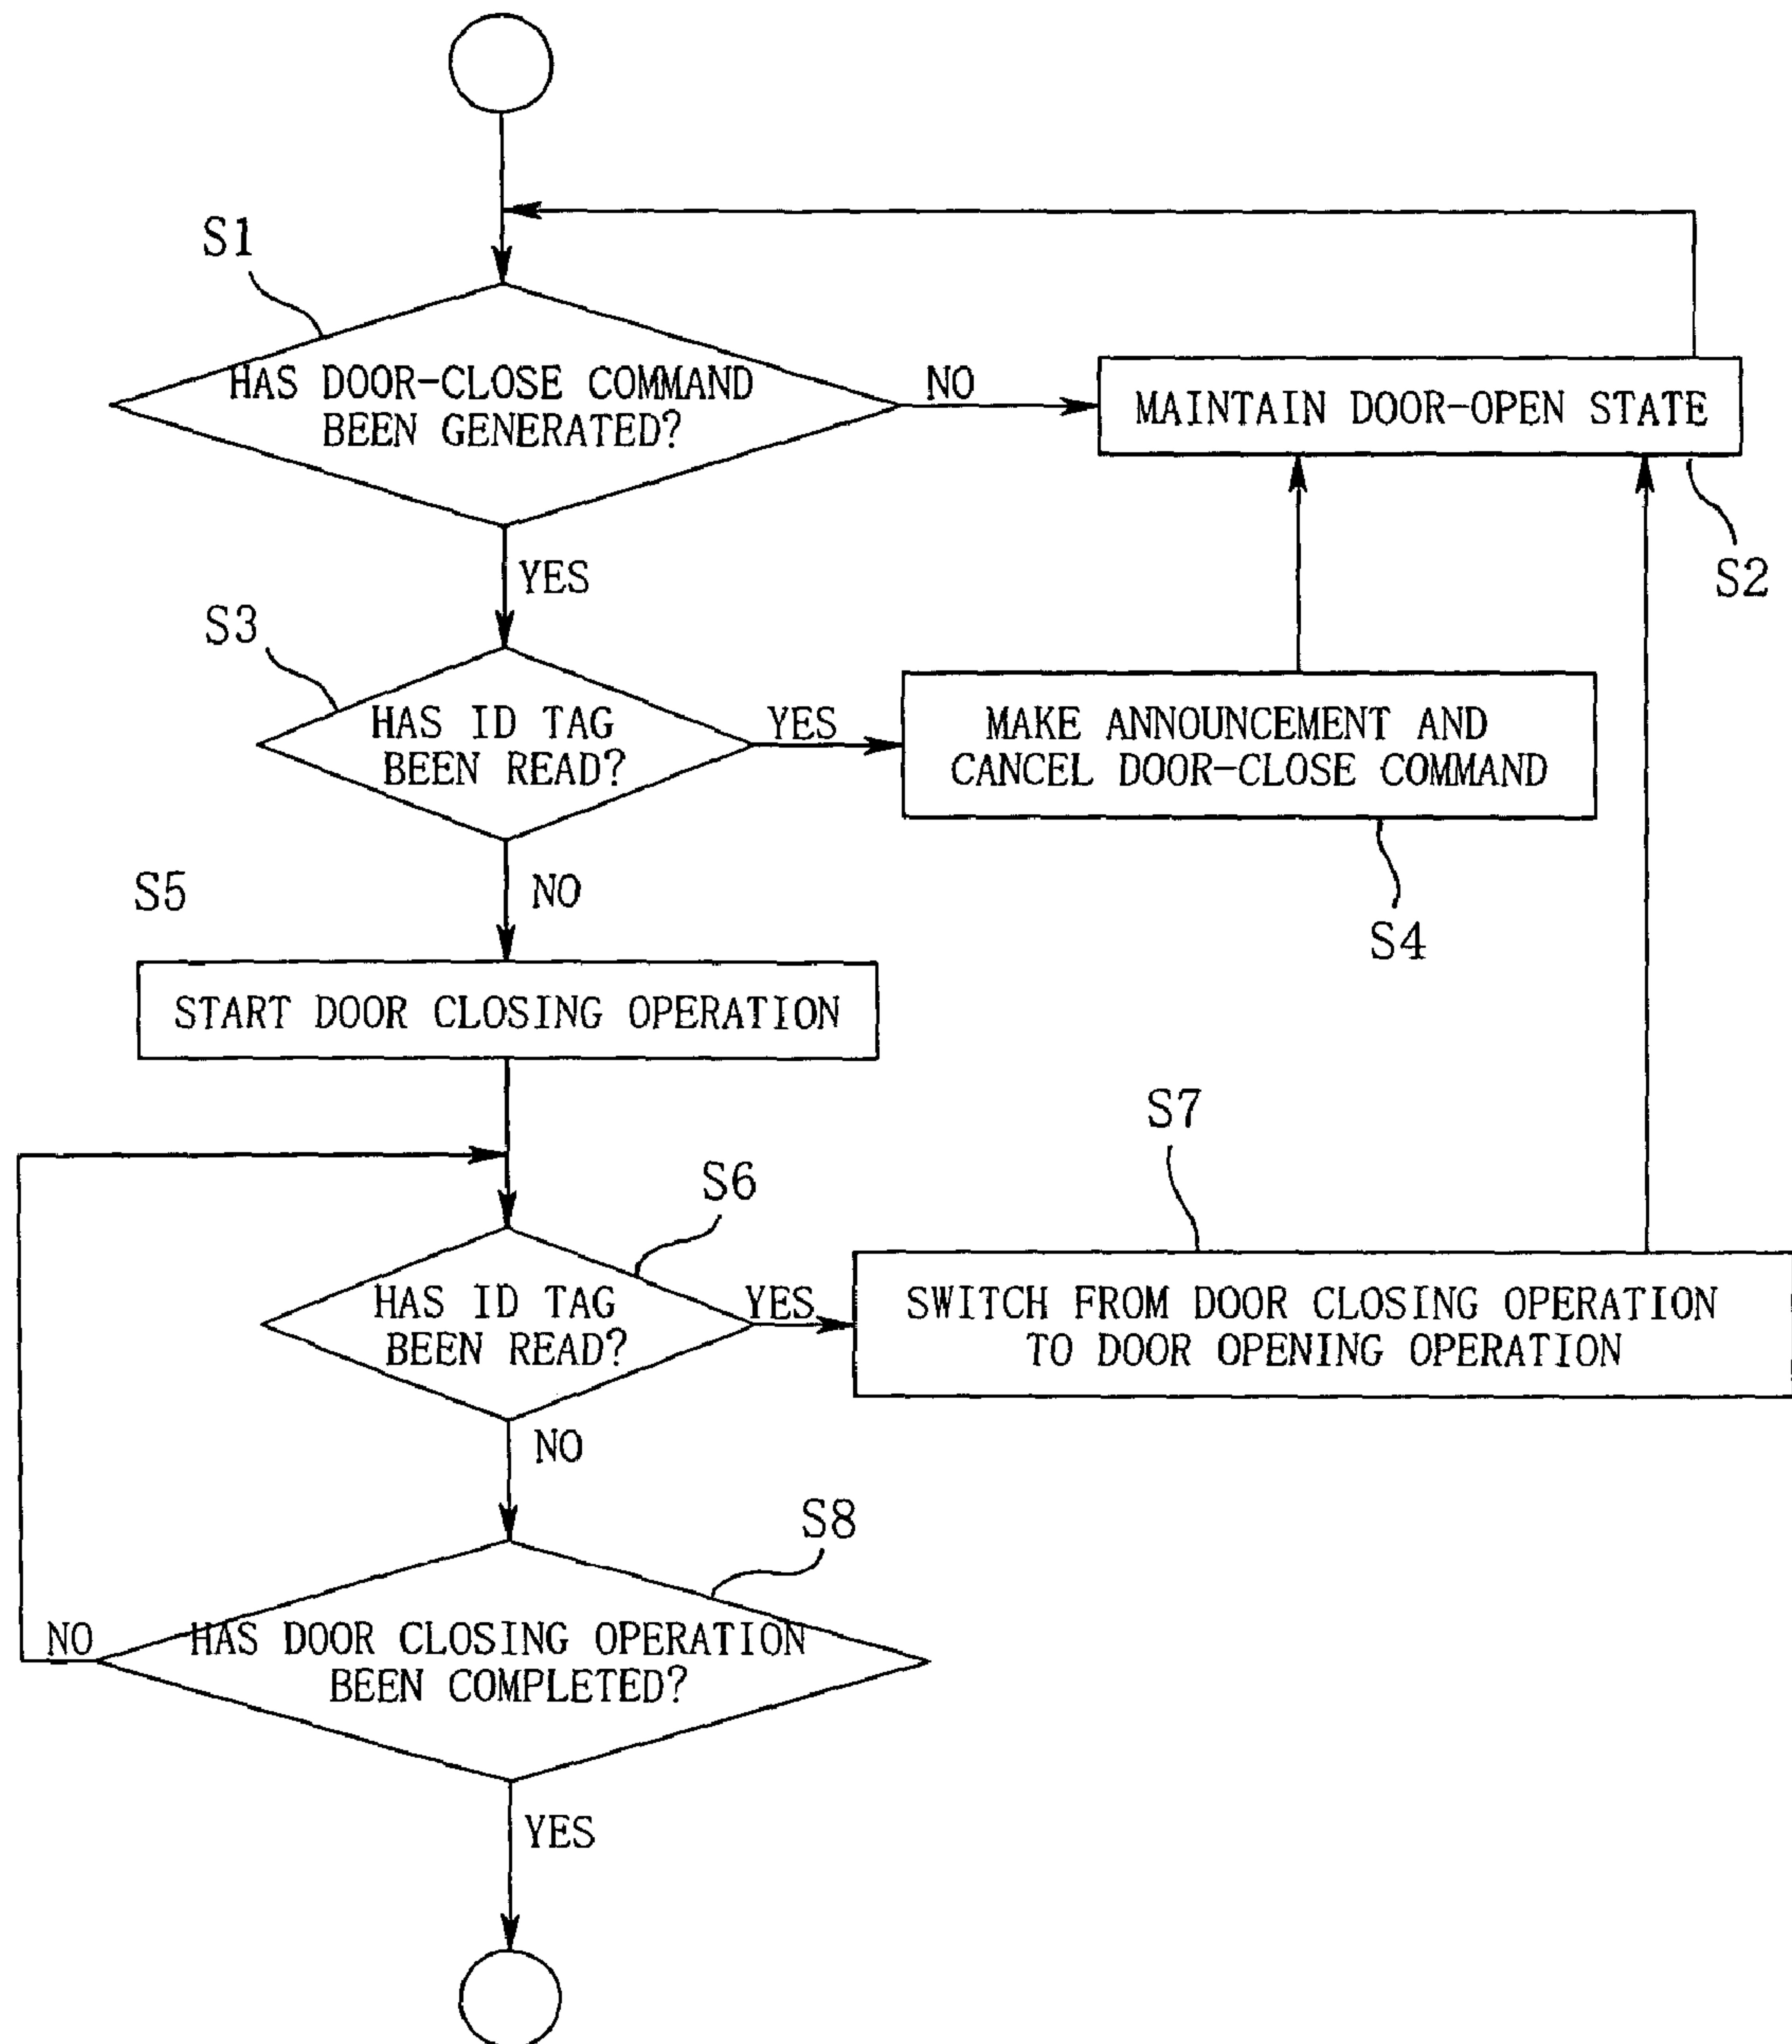 S1
HAS DOOR-CLOSE COMMAND
BEEN GENERATED?
NO
MAINTAIN DOOR-OPEN STATE
S2
YES
S3
HAS ID TAG
BEEN READ?
YES
MAKE ANNOUNCEMENT AND
CANCEL DOOR-CLOSE COMMAND
S4
NO
S5
START DOOR CLOSING OPERATION
S6
HAS ID TAG
BEEN READ?
YES
S7
SWITCH FROM DOOR CLOSING OPERATION
TO DOOR OPENING OPERATION
NO
S8
HAS DOOR CLOSING OPERATION
BEEN COMPLETED?
NO
YES